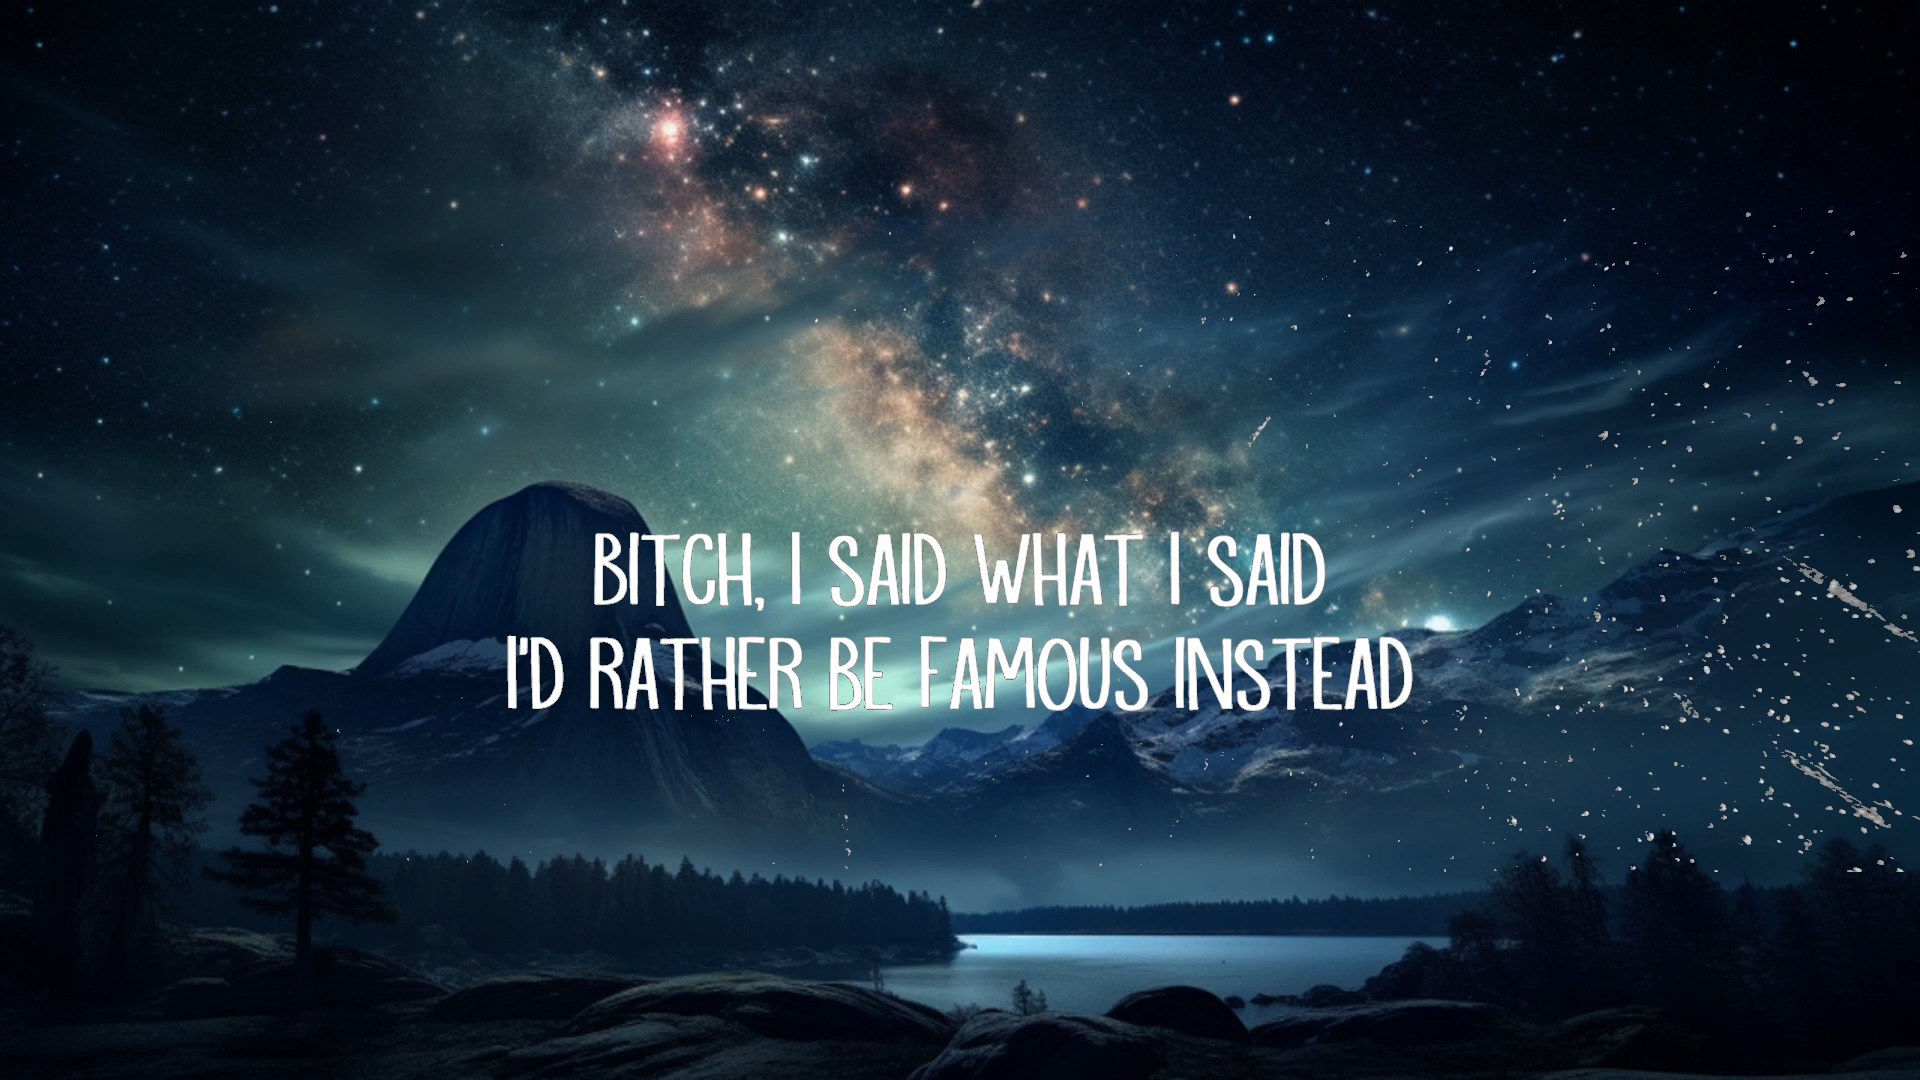 BITCH, I SAID WHAT I SAID
I'D RATHER BE FAMOUS INSTEAD